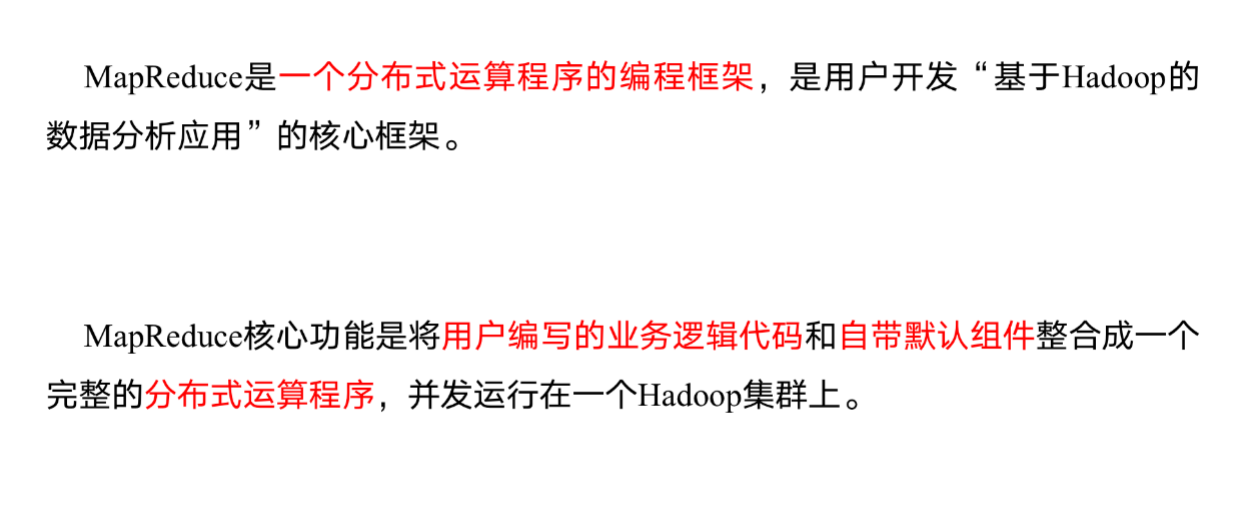 MapReduce是一个分布式运算程序的编程框架，是用户开发“基于Hadoop的
数据分析应用”的核心框架。
MapReduce核心功能是将用户编写的业务逻辑代码和自带默认组件整合成一个
完整的分布式运算程序，并发运行在一个Hadoop集群上。